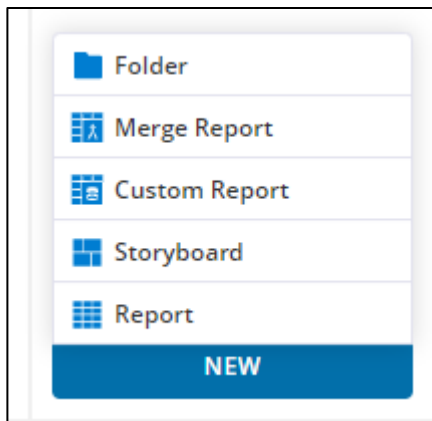 Folder
Merge Report
Custom Report
Storyboard
Report
NEW